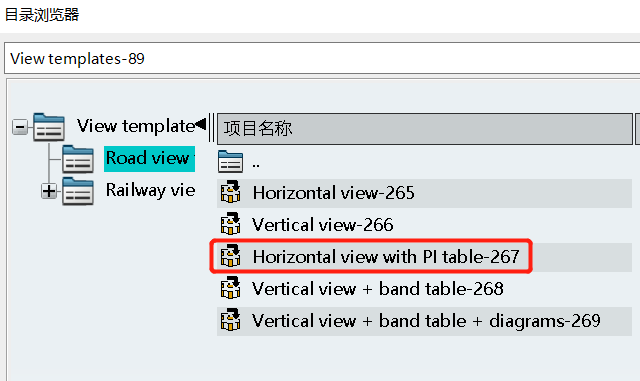 目录浏览器
View templates-89
View template
项目名称
Road view
..
Railway vie
Horizontal view-265
Vertical view-266
Horizontal view with PI table-267
Vertical view + band table-268
Vertical view + band table + diagrams-269